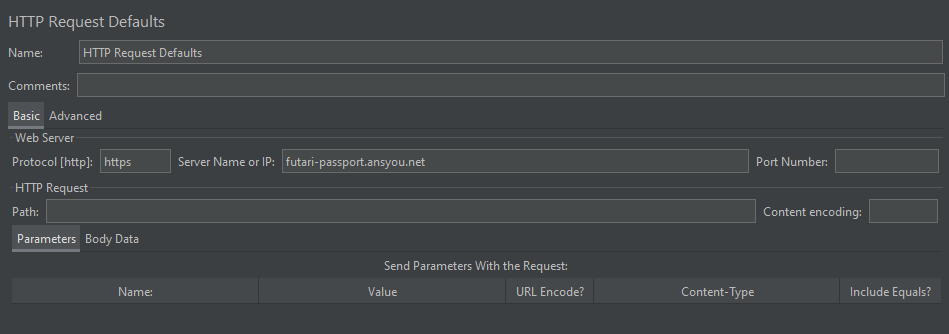 HTTP Request Defaults
Name: HTTP Request Defaults
Comments:
Basic Advanced
Web Server
Protocol [http]: https Server Name or IP: futari-passport.ansyou.net Port Number:
HTTP Request
Path: Content encoding:
Parameters Body Data
Send Parameters With the Request:
Name: Value URL Encode? Content-Type Include Equals?